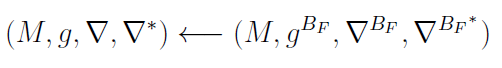 (M, g, ∇, ∇*) ⟵ (M, g^{B_F}, ∇^{B_F}, ∇^{B_F *})